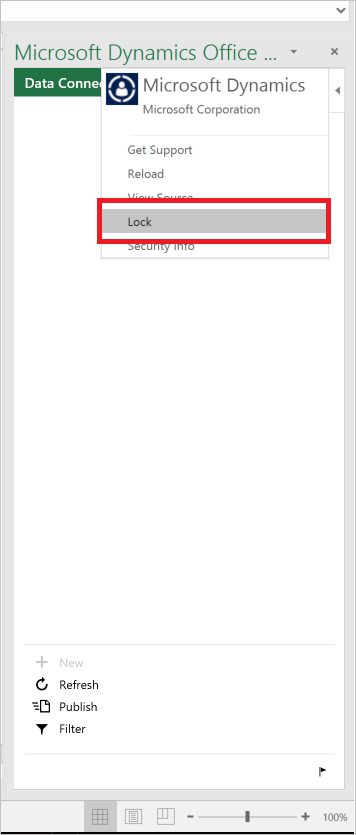 Microsoft Dynamics Office ...
Data Conne
Microsoft Dynamics
Microsoft Corporation
Get Support
Reload
View Source
Lock
Security Info
New
Refresh
Publish
Filter
100%